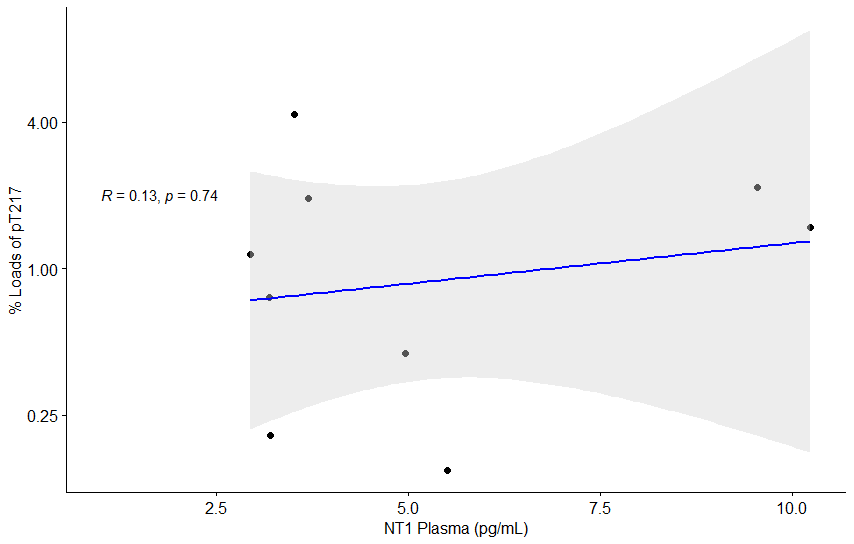 4.00
R = 0.13, p = 0.74
% Loads of pT217
1.00
0.25
2.5 5.0 7.5 10.0
NT1 Plasma (pg/mL)